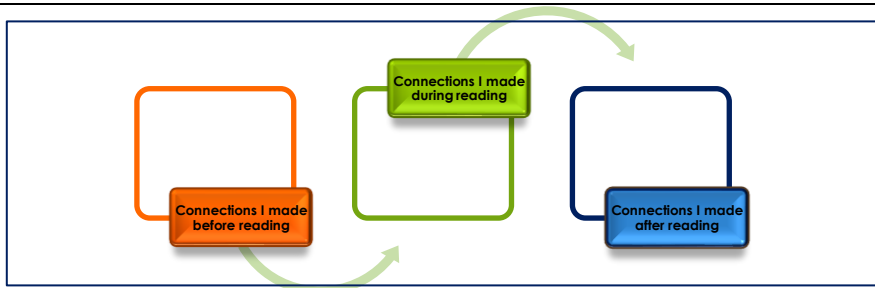 Connections I made
before reading
Connections I made
during reading
Connections I made
after reading